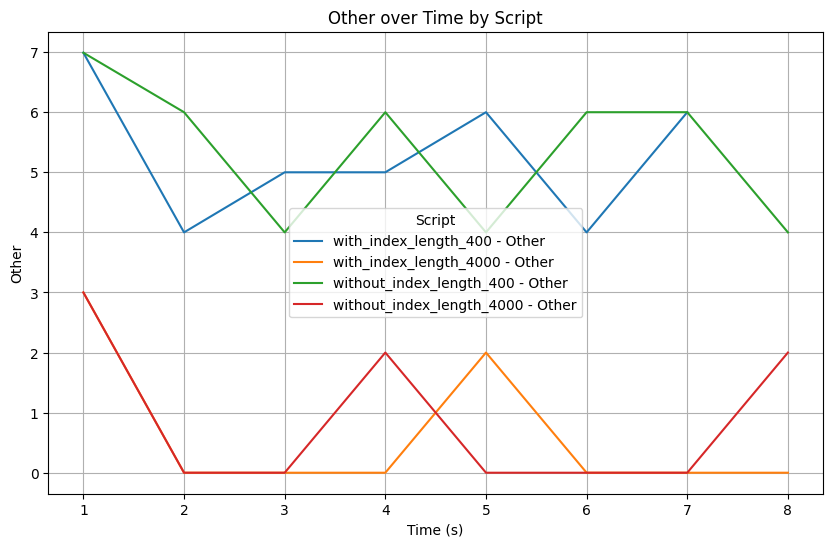 Other over Time by Script
Other
7
6
5
4
3
2
1
0
Script
with_index_length_400 - Other
with_index_length_4000 - Other
without_index_length_400 - Other
without_index_length_4000 - Other
1 2 3 4 5 6 7 8
Time (s)